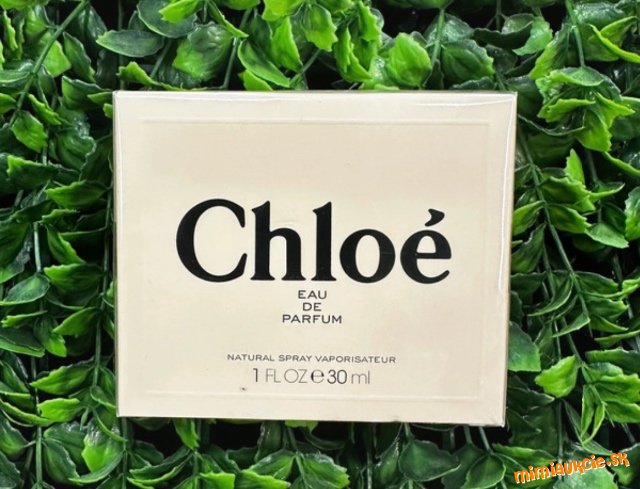 Chloé
EAU
DE
PARFUM
NATURAL SPRAY VAPORISATEUR
1 FL OZ ℮ 30 ml
mimiaukcie.sk